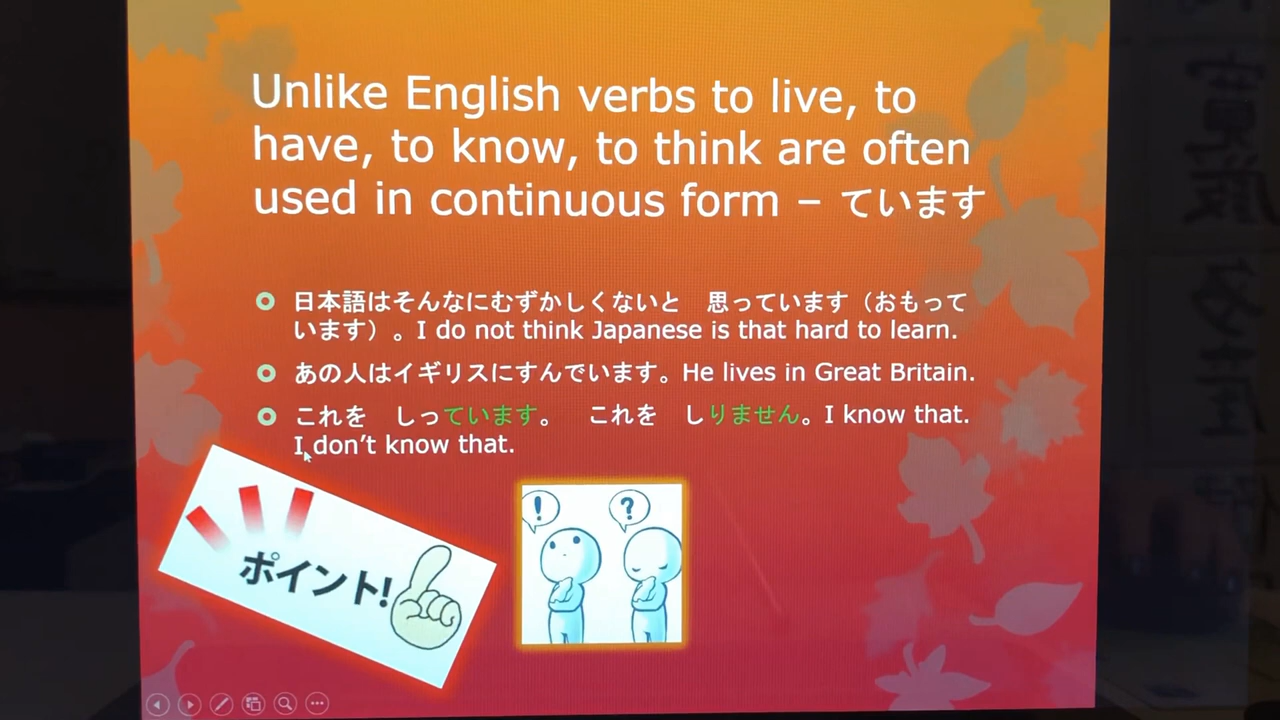 Unlike English verbs to live, to
have, to know, to think are often
used in continuous form – ています
日本語はそんなにむずかしくないと　思っています（おもって
います）。I do not think Japanese is that hard to learn.
あの人はイギリスにすんでいます。He lives in Great Britain.
これを　しっています。　これを　しりません。I know that.
I don't know that.
ポイント!
!
?